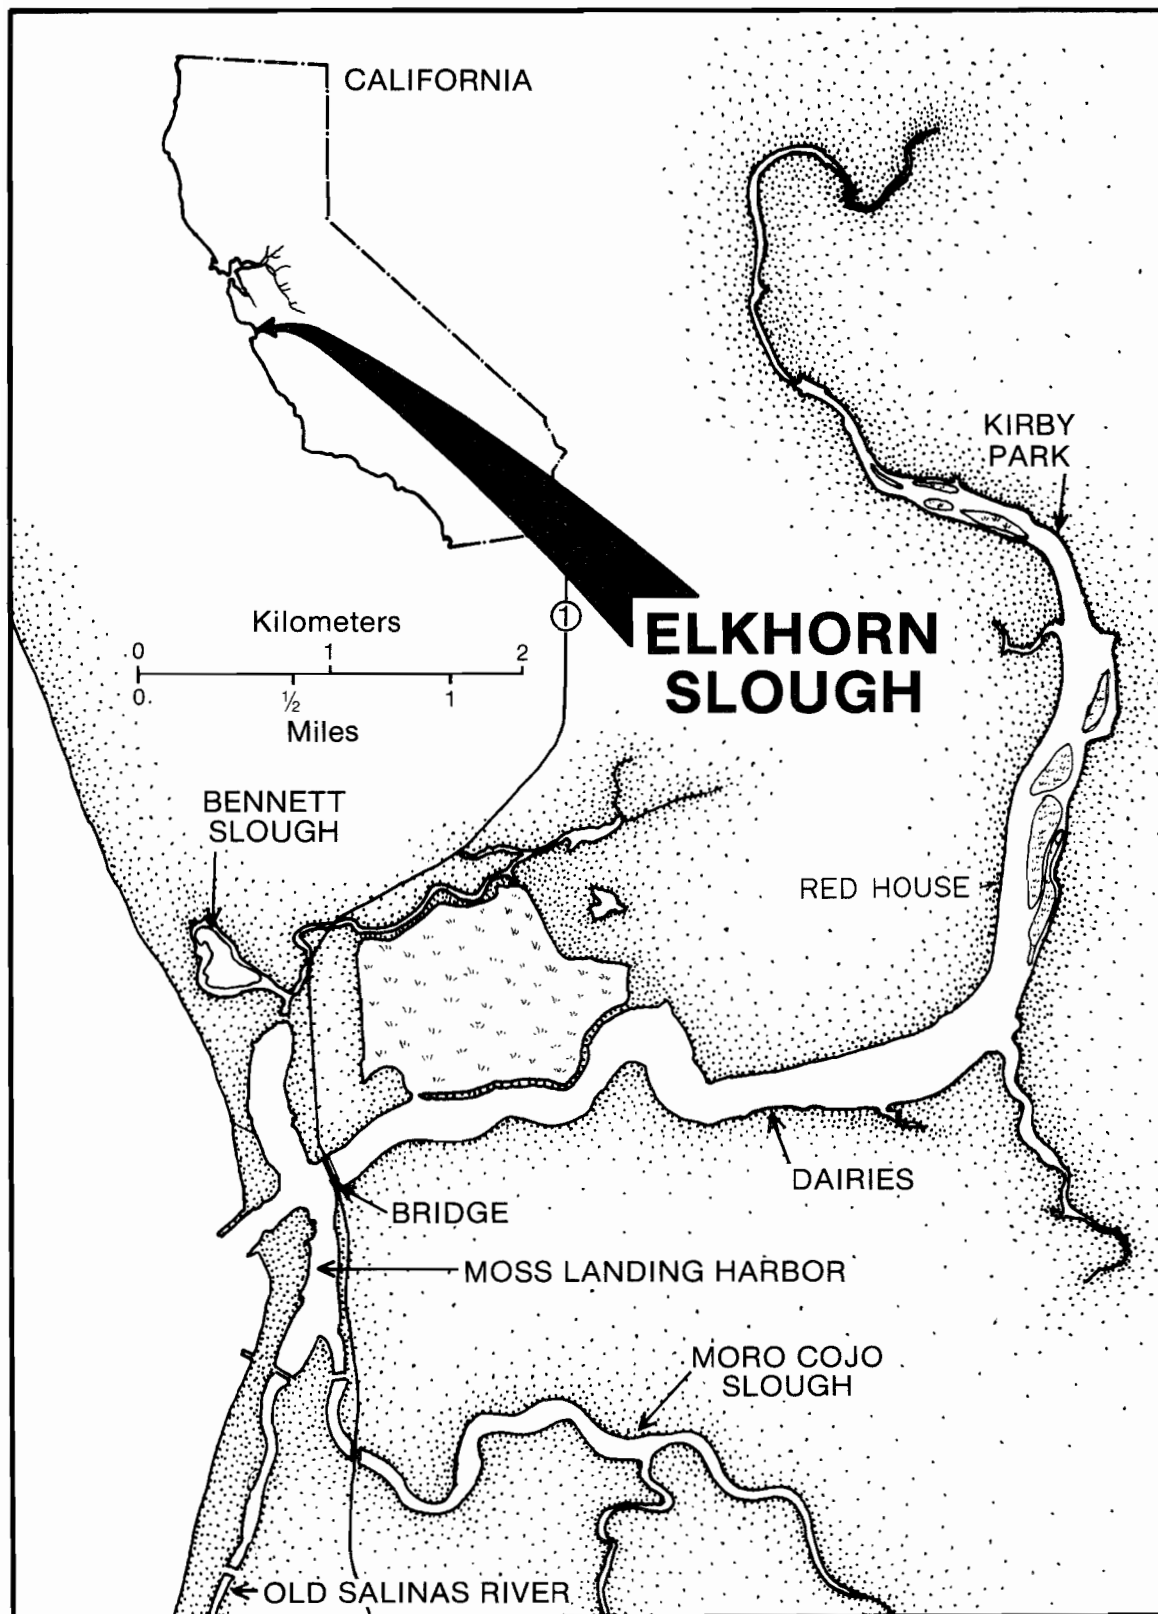 CALIFORNIA
KIRBY
PARK
1
ELKHORN
SLOUGH
Kilometers
0 1 2
0 ½ 1
Miles
BENNETT
SLOUGH
RED HOUSE
DAIRIES
BRIDGE
MOSS LANDING HARBOR
MORO COJO
SLOUGH
OLD SALINAS RIVER